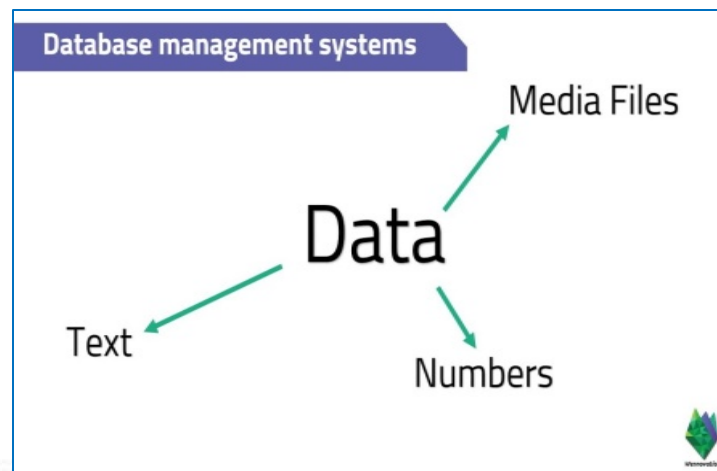 Database management systems
Media Files
Data
Text
Numbers